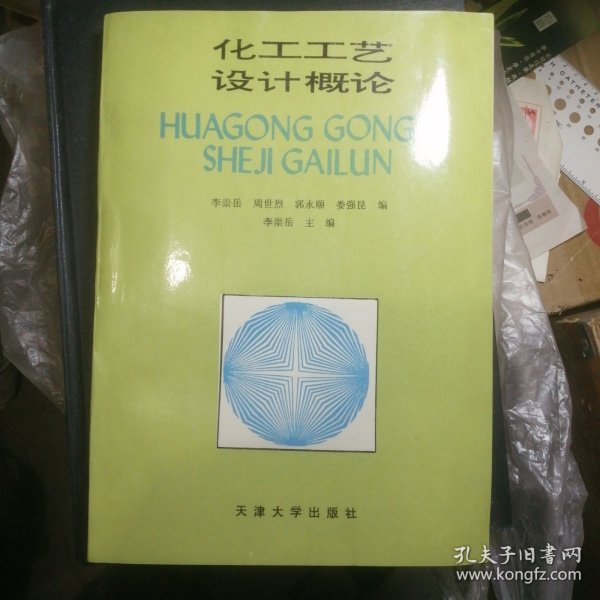 化工工艺
设计概论
HUAGONG GONG
SHEJI GAILUN
李崇岳 周世烈 郭永顺 娄强昆 编
李崇岳 主 编
天津大学出版社
孔夫子旧书网
www.kongfz.com